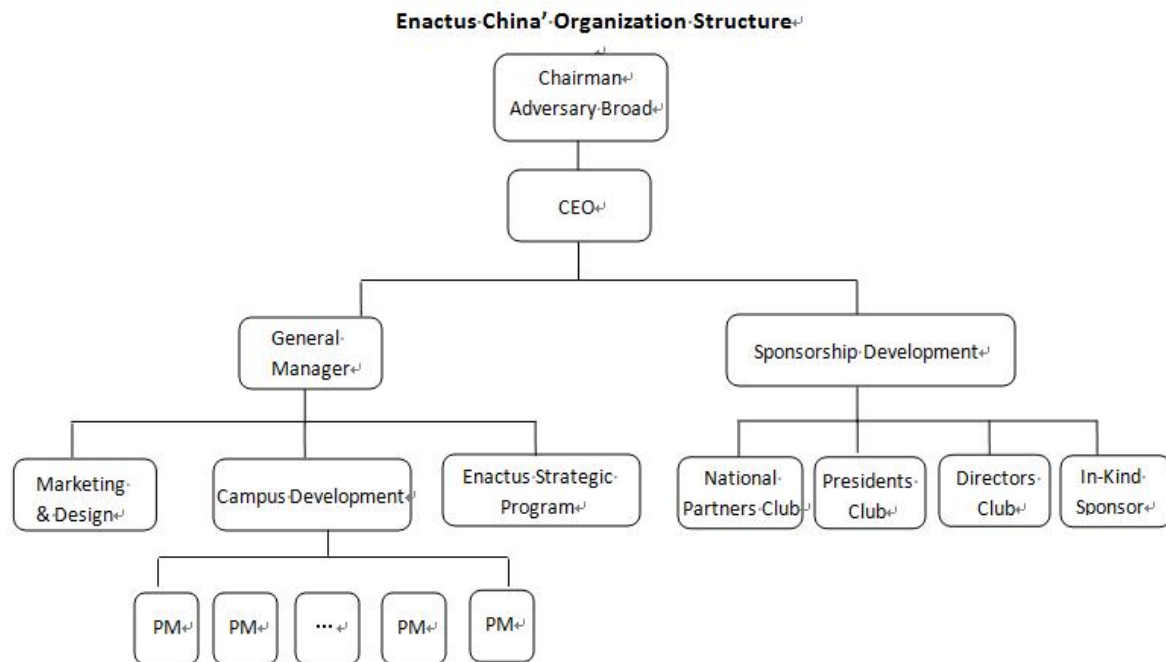 Enactus China' Organization Structure
Chairman
Adversary Broad
CEO
General
Manager
Sponsorship Development
Marketing
& Design
Campus Development
Enactus Strategic
Program
National
Partners Club
Presidents
Club
Directors
Club
In-Kind
Sponsor
PM
PM
...
PM
PM